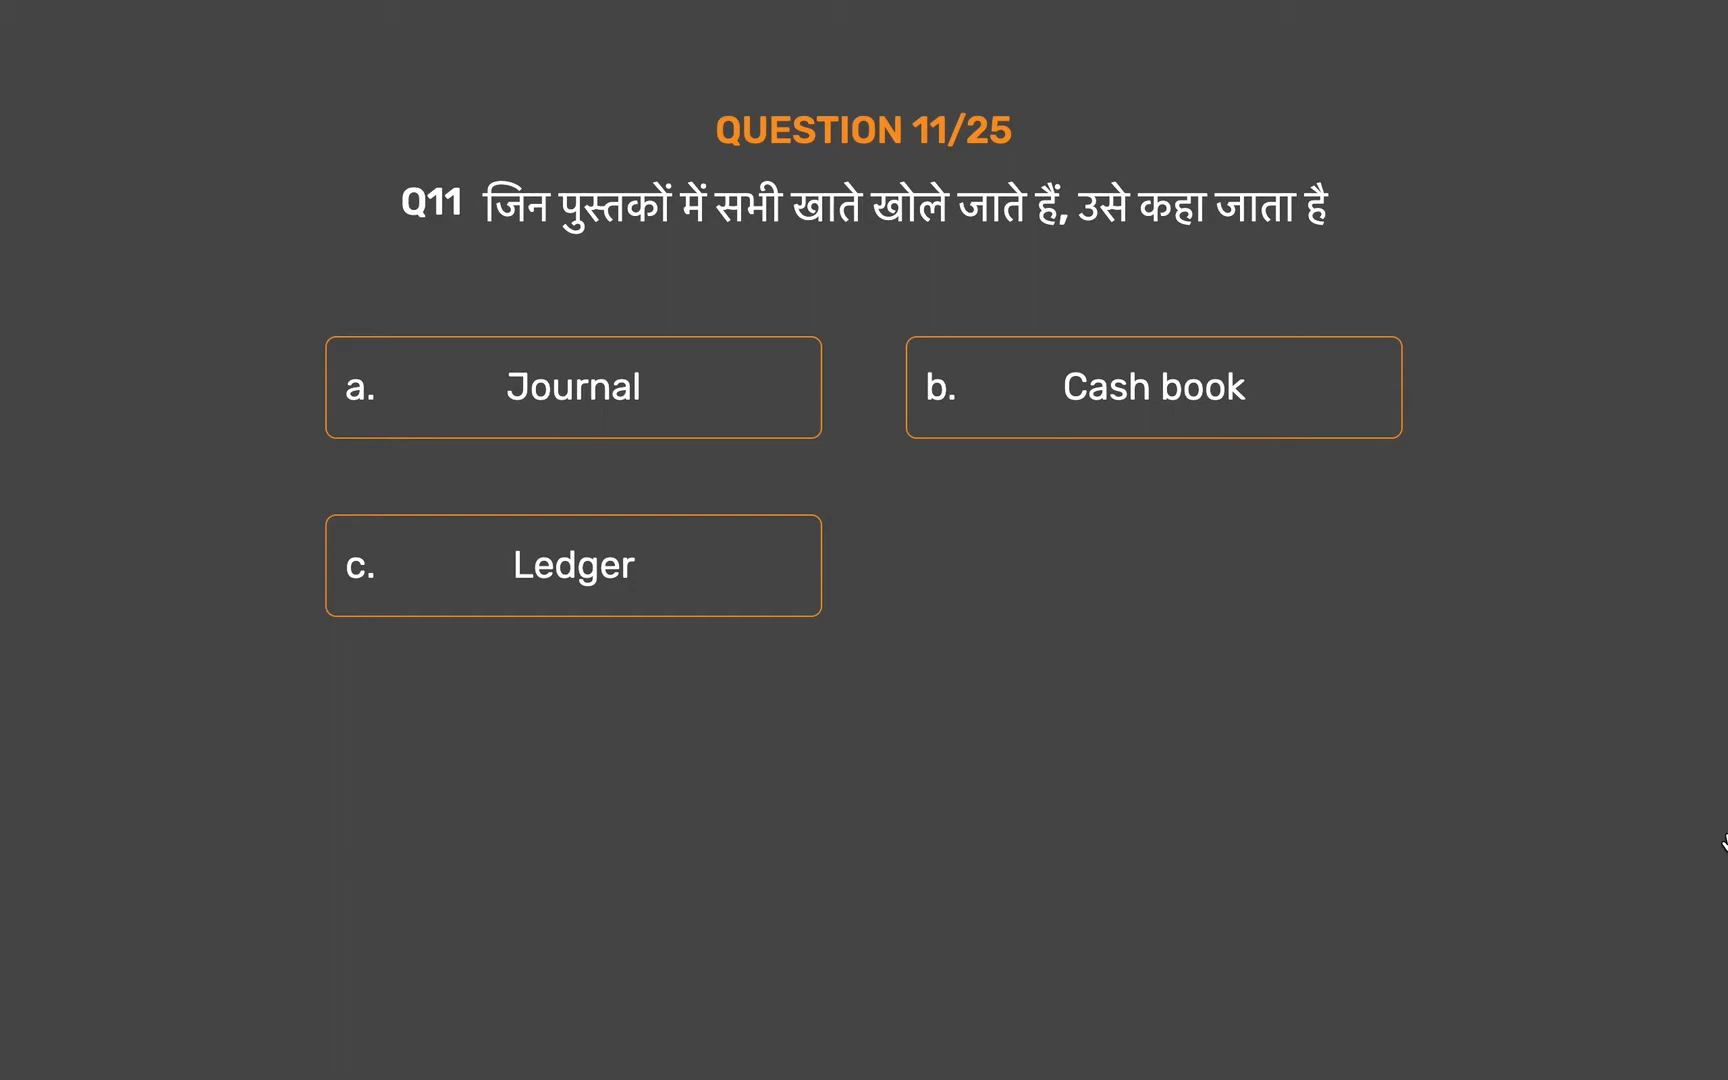 QUESTION 11/25
Q11 जिन पुस्तकों में सभी खाते खोले जाते हैं, उसे कहा जाता है
a. Journal
b. Cash book
c. Ledger